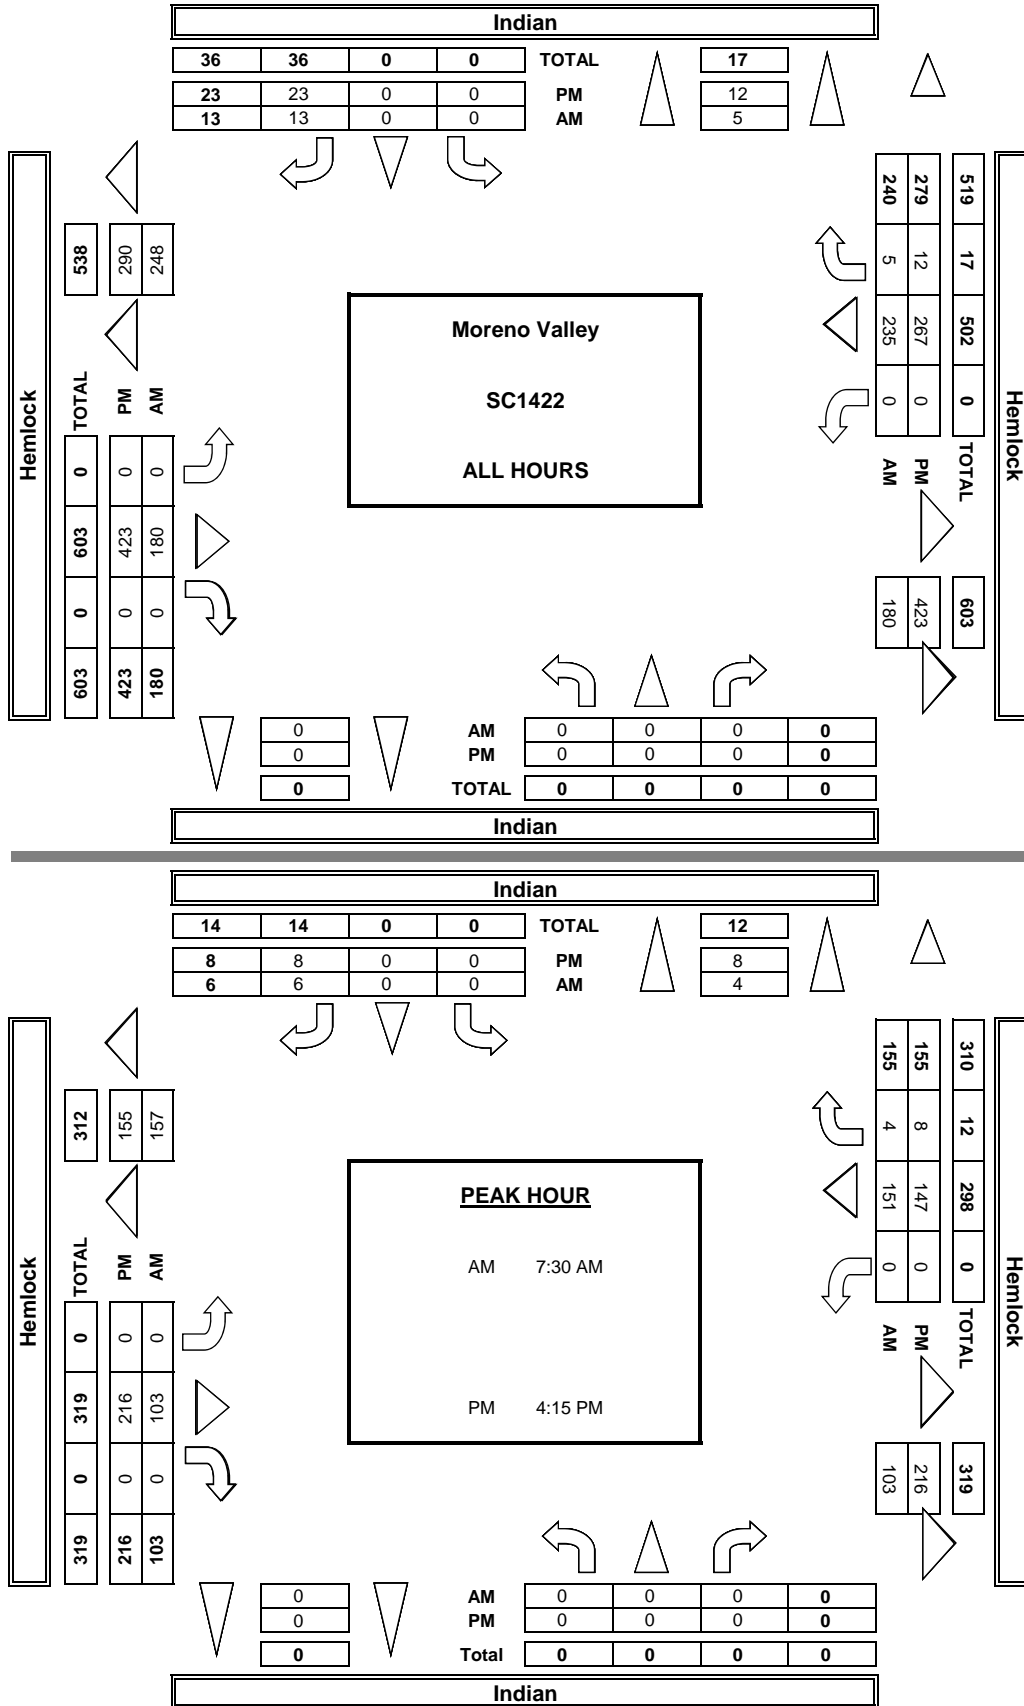 Indian
36 36 0 0 TOTAL 17
23 23 0 0 PM 12
13 13 0 0 AM 5
Hemlock
538
290
248
TOTAL
PM
AM
0 603 0 603
0 423 0 423
0 180 0 180
Moreno Valley
SC1422
ALL HOURS
519 17 502 0 TOTAL 603
279 12 267 0 PM 423
240 5 235 0 AM 180
Hemlock
0 AM 0 0 0 0
0 PM 0 0 0 0
0 TOTAL 0 0 0 0
Indian
Indian
14 14 0 0 TOTAL 12
8 8 0 0 PM 8
6 6 0 0 AM 4
Hemlock
312
155
157
TOTAL
PM
AM
0 319 0 319
0 216 0 216
0 103 0 103
PEAK HOUR
AM 7:30 AM
PM 4:15 PM
310 12 298 0 TOTAL 319
155 8 147 0 PM 216
155 4 151 0 AM 103
Hemlock
0 AM 0 0 0 0
0 PM 0 0 0 0
0 Total 0 0 0 0
Indian